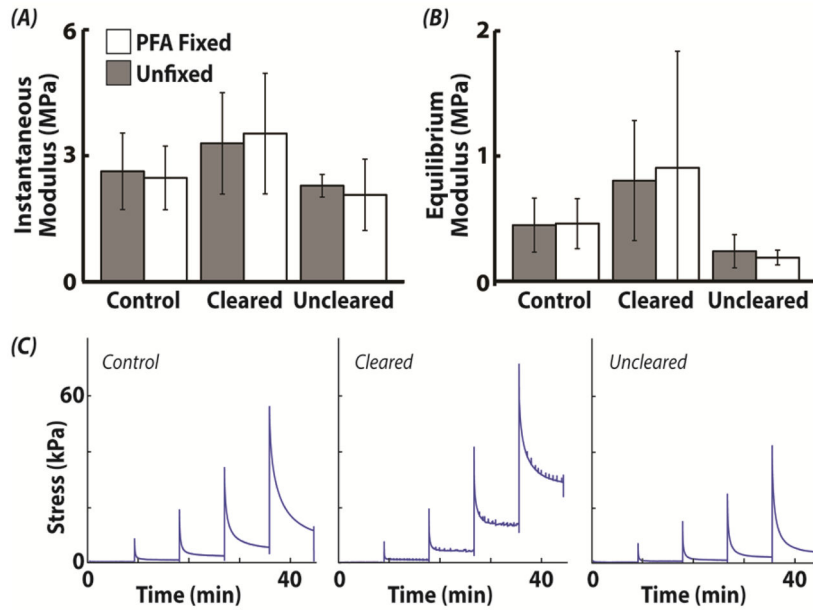 (A)
6
3
0
Instantaneous
Modulus (MPa)
PFA Fixed
Unfixed
Control Cleared Uncleared
(B)
2
1
0
Equilibrium
Modulus (MPa)
Control Cleared Uncleared
(C)
Control
Cleared
Uncleared
60
0
Stress (kPa)
0 40
0 40
0 40
Time (min)
Time (min)
Time (min)